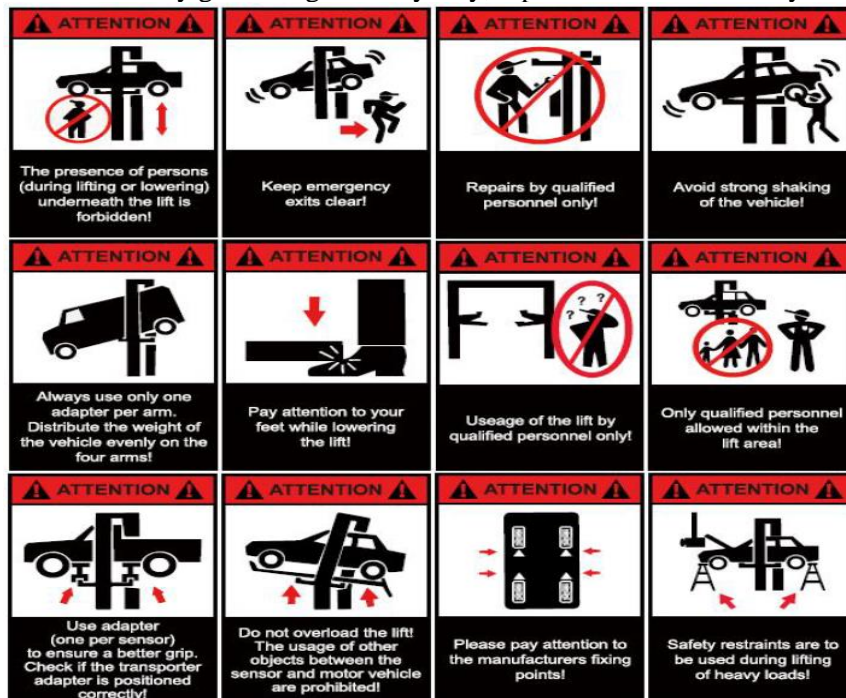 ATTENTION
The presence of persons
(during lifting or lowering)
underneath the lift is
forbidden!
ATTENTION
Keep emergency
exits clear!
ATTENTION
Repairs by qualified
personnel only!
ATTENTION
Avoid strong shaking
of the vehicle!
ATTENTION
Always use only one
adapter per arm.
Distribute the weight of
the vehicle evenly on the
four arms!
ATTENTION
Pay attention to your
feet while lowering
the lift!
ATTENTION
? ? ?
Useage of the lift by
qualified personnel only!
ATTENTION
Only qualified personnel
allowed within the
lift area!
ATTENTION
Use adapter
(one per sensor)
to ensure a better grip.
Check if the transporter
adapter is positioned
correctly!
ATTENTION
Do not overload the lift!
The usage of other
objects between the
sensor and motor vehicle
are prohibited!
ATTENTION
Please pay attention to
the manufacturers fixing
points!
ATTENTION
Safety restraints are to
be used during lifting
of heavy loads!